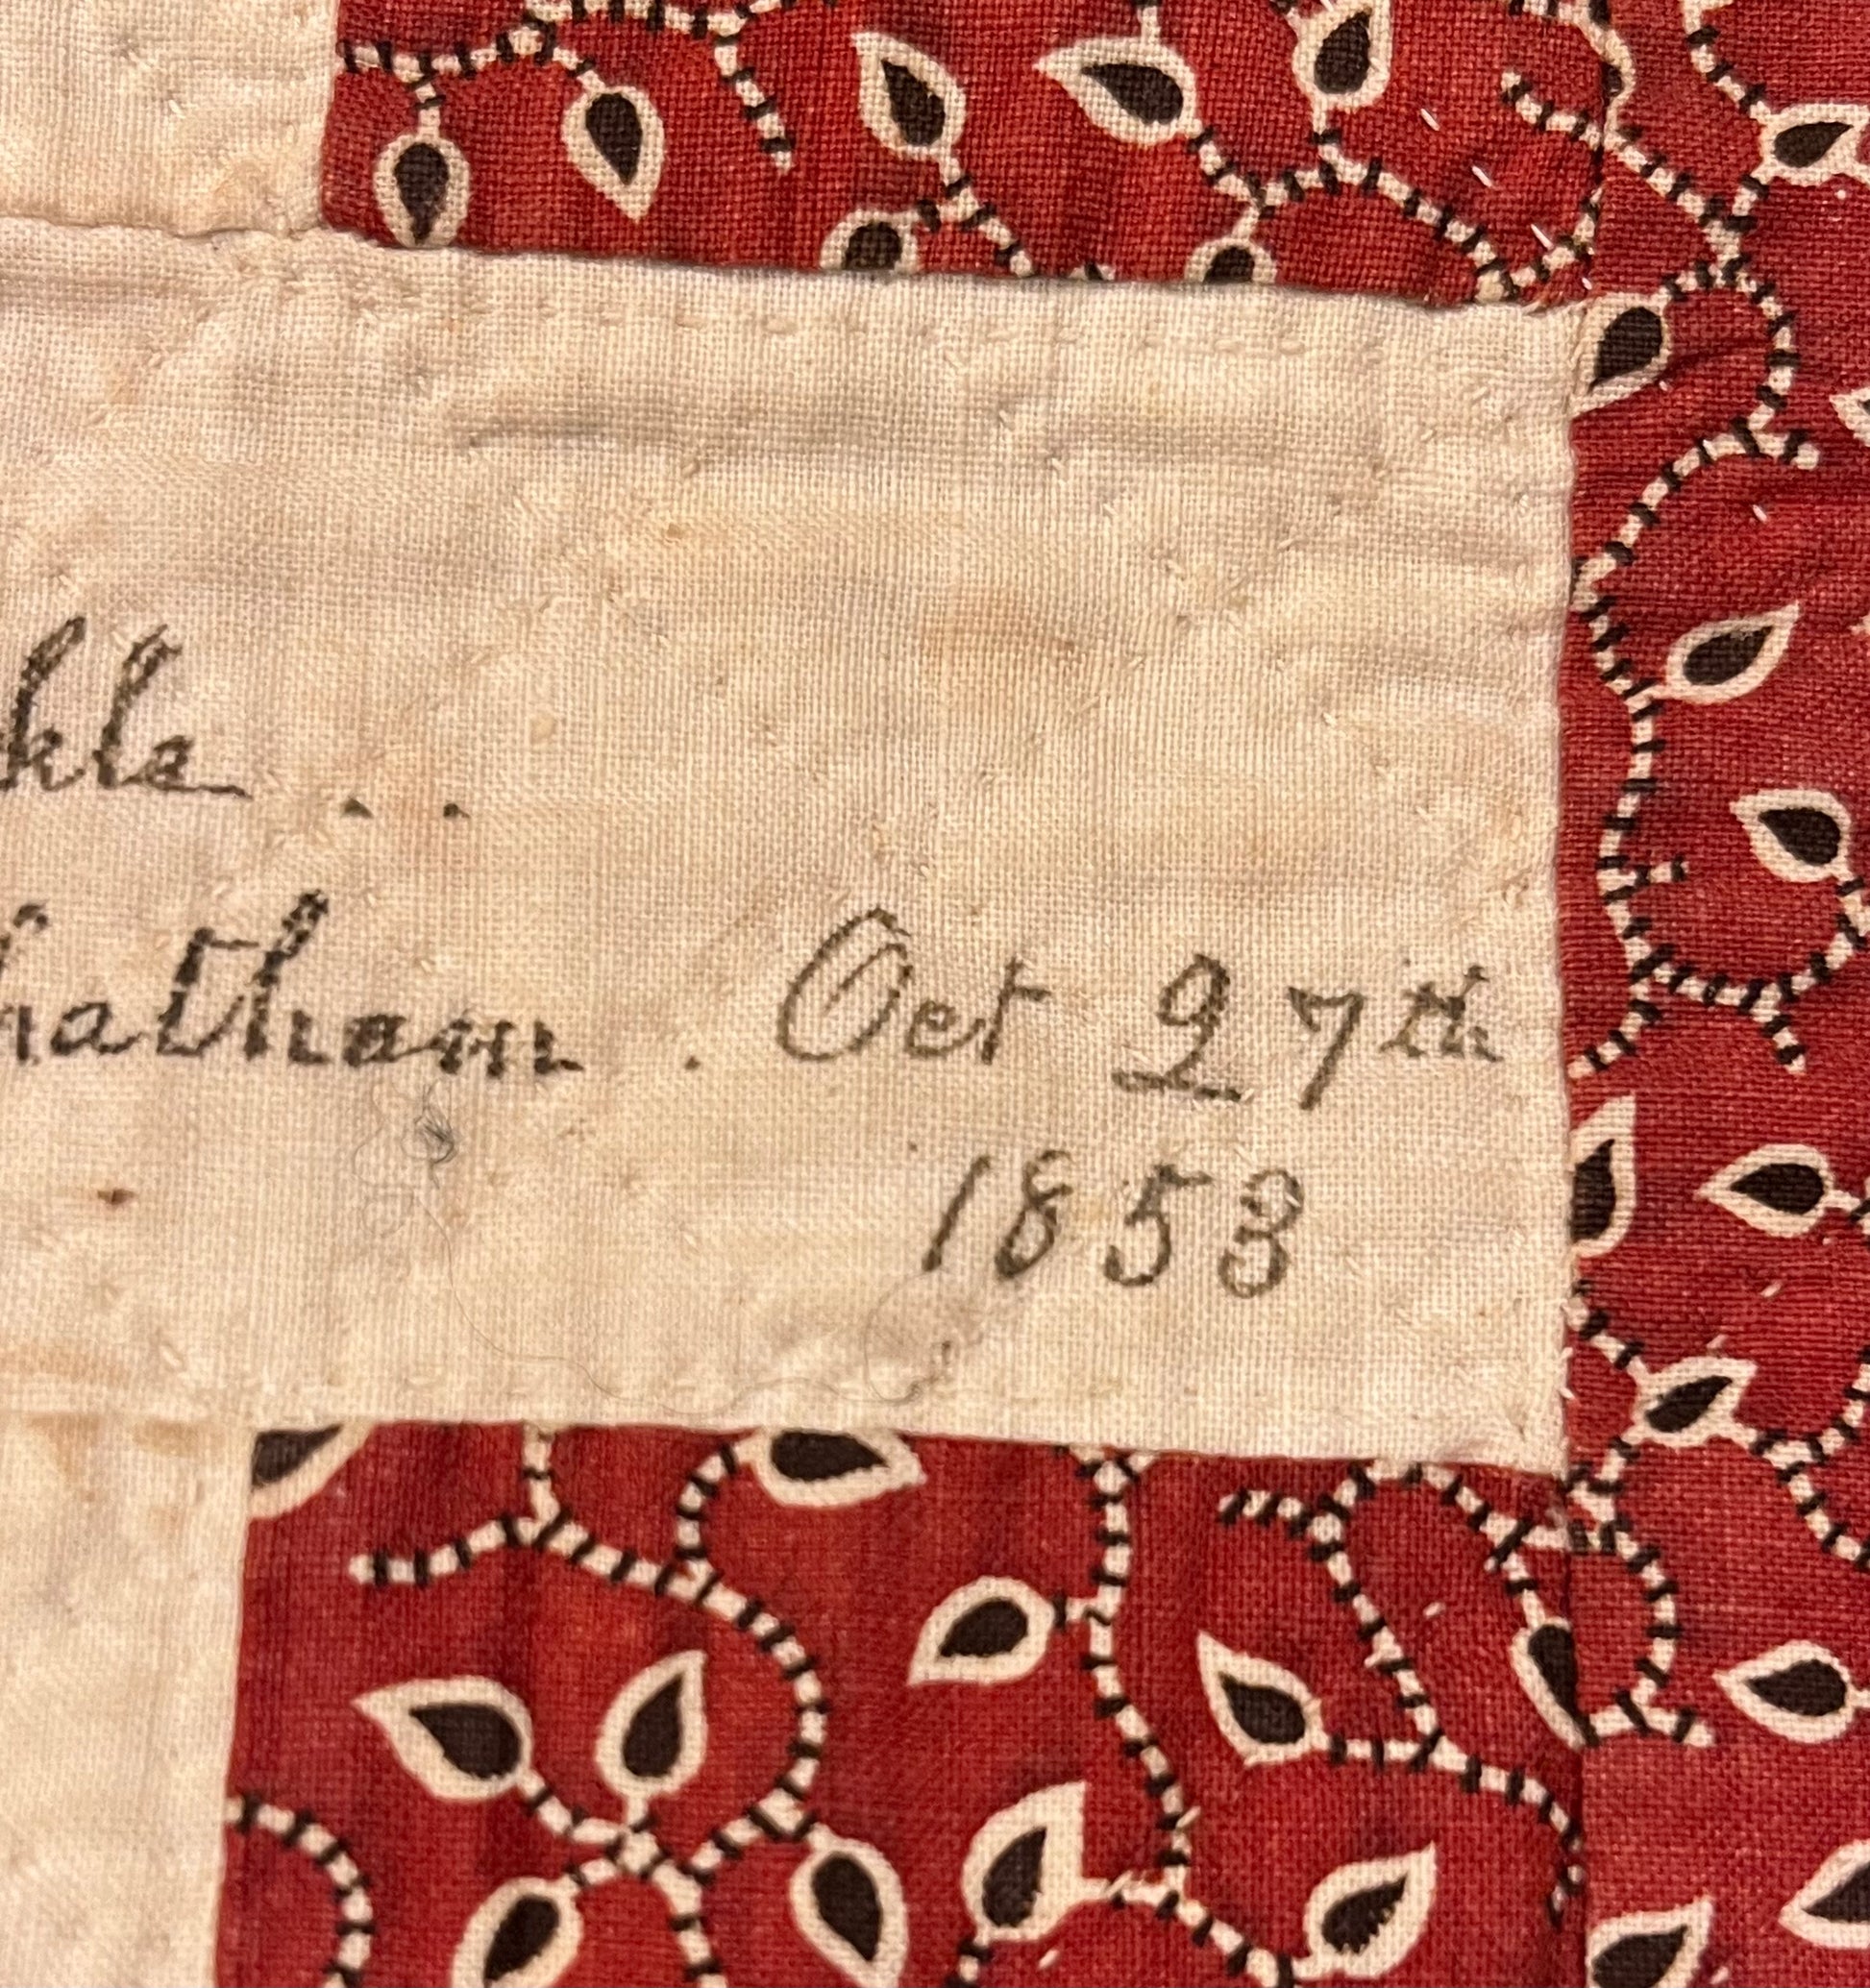 kle ..
hatham . Oct 27th
1853